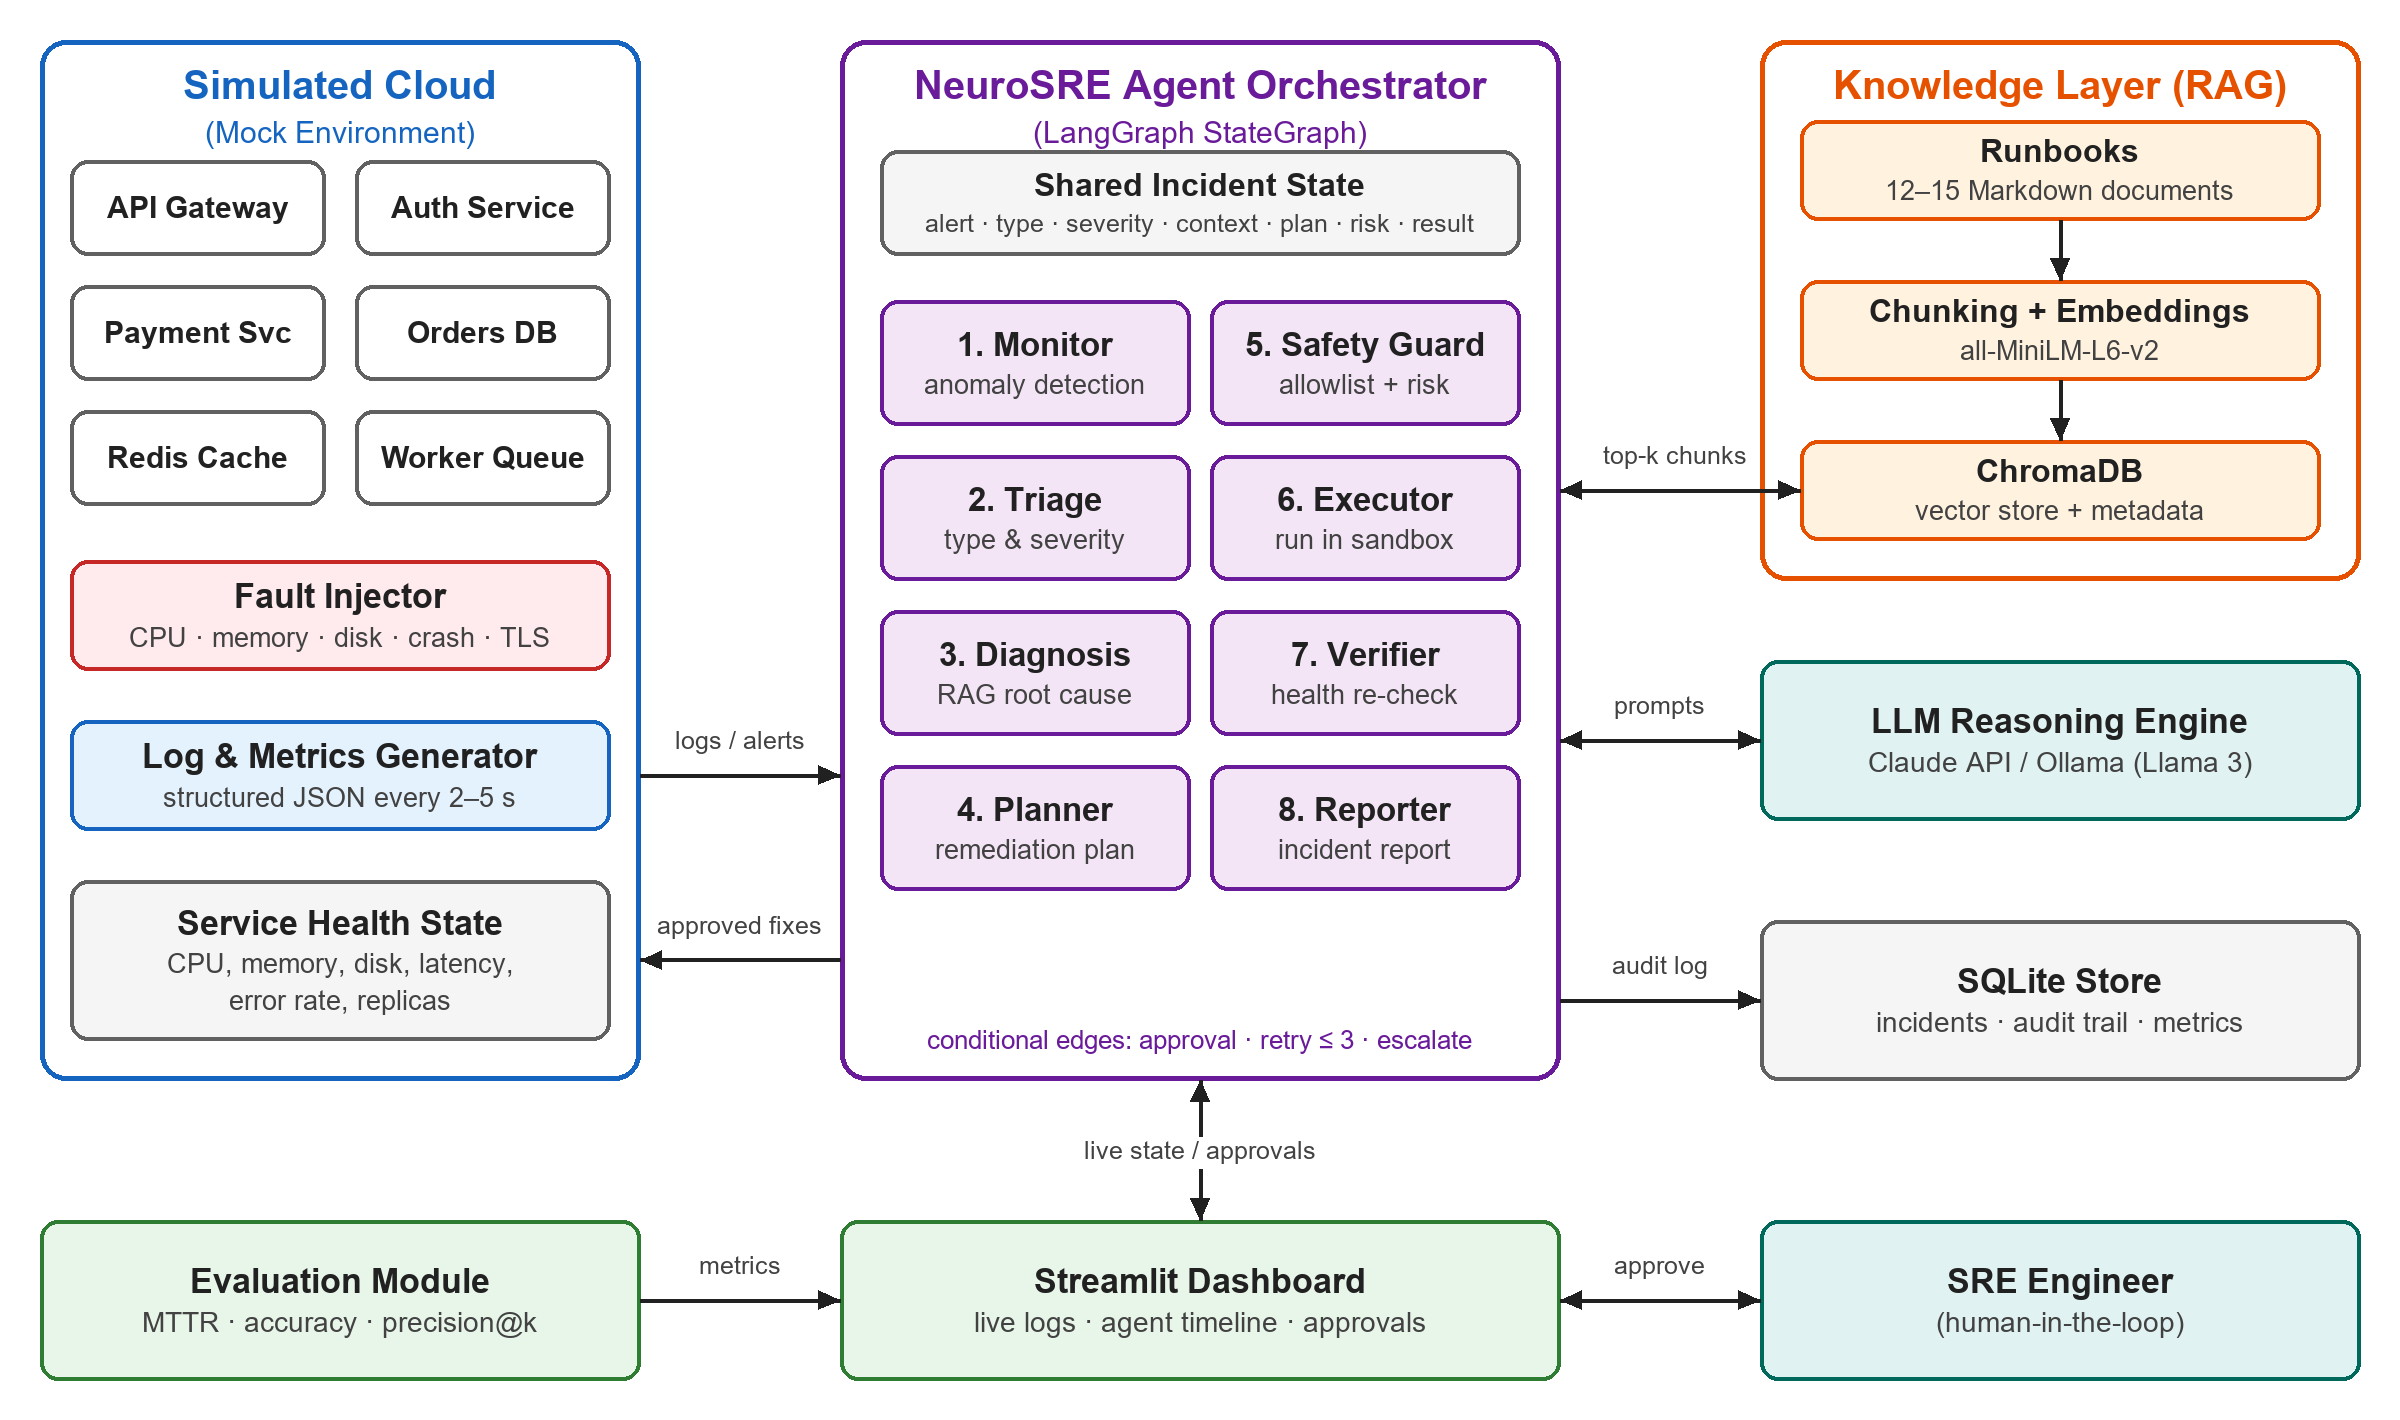 Simulated Cloud
(Mock Environment)
API Gateway
Auth Service
Payment Svc
Orders DB
Redis Cache
Worker Queue
Fault Injector
CPU · memory · disk · crash · TLS
Log & Metrics Generator
structured JSON every 2–5 s
Service Health State
CPU, memory, disk, latency,
error rate, replicas
logs / alerts
approved fixes
NeuroSRE Agent Orchestrator
(LangGraph StateGraph)
Shared Incident State
alert · type · severity · context · plan · risk · result
1. Monitor
anomaly detection
5. Safety Guard
allowlist + risk
2. Triage
type & severity
6. Executor
run in sandbox
3. Diagnosis
RAG root cause
7. Verifier
health re-check
4. Planner
remediation plan
8. Reporter
incident report
conditional edges: approval · retry ≤ 3 · escalate
top-k chunks
prompts
audit log
Knowledge Layer (RAG)
Runbooks
12–15 Markdown documents
Chunking + Embeddings
all-MiniLM-L6-v2
ChromaDB
vector store + metadata
LLM Reasoning Engine
Claude API / Ollama (Llama 3)
SQLite Store
incidents · audit trail · metrics
live state / approvals
Evaluation Module
MTTR · accuracy · precision@k
metrics
Streamlit Dashboard
live logs · agent timeline · approvals
approve
SRE Engineer
(human-in-the-loop)